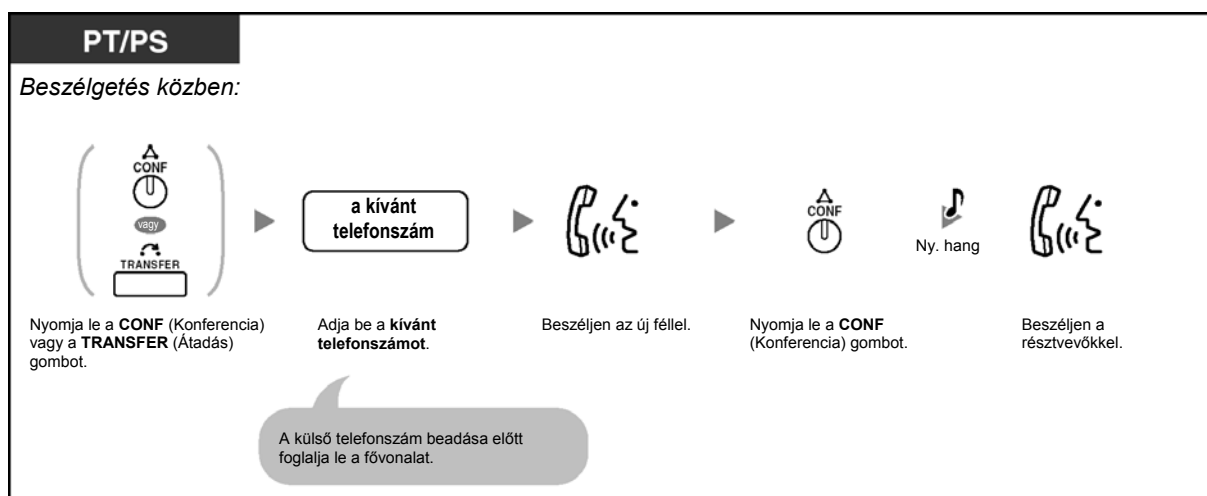 PT/PS
Beszélgetés közben:
CONF
vagy
TRANSFER
a kívánt
telefonszám
CONF
Ny. hang
Nyomja le a CONF (Konferencia)
vagy a TRANSFER (Átadás)
gombot.
Adja be a kívánt
telefonszámot.
Beszéljen az új féllel.
Nyomja le a CONF
(Konferencia) gombot.
Beszéljen a
résztvevőkkel.
A külső telefonszám beadása előtt
foglalja le a fővonalat.